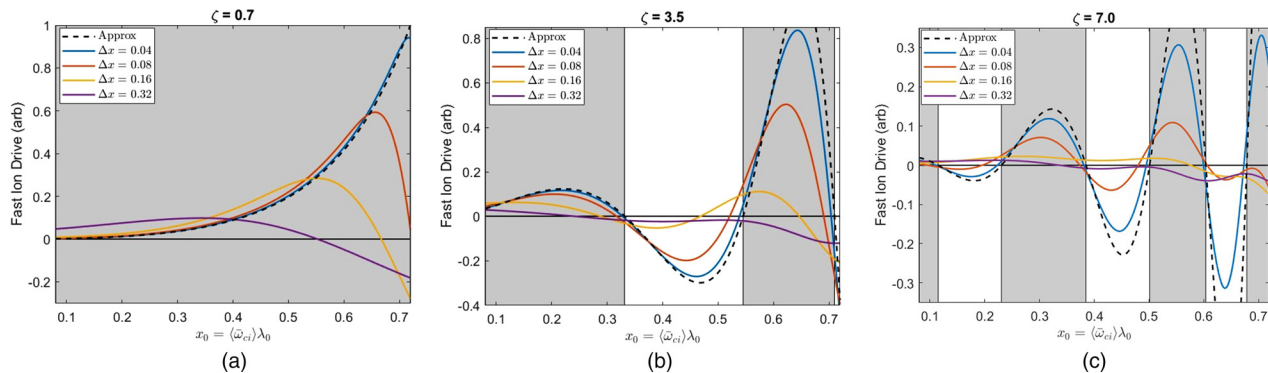 ζ = 0.7
Fast Ion Drive (arb)
1
0.8
0.6
0.4
0.2
0
-0.2
Approx
Δx = 0.04
Δx = 0.08
Δx = 0.16
Δx = 0.32
0.1 0.2 0.3 0.4 0.5 0.6 0.7
x₀ = ⟨ω̄_ci⟩λ₀
(a)
ζ = 3.5
Fast Ion Drive (arb)
0.8
0.6
0.4
0.2
0
-0.2
-0.4
Approx
Δx = 0.04
Δx = 0.08
Δx = 0.16
Δx = 0.32
0.1 0.2 0.3 0.4 0.5 0.6 0.7
x₀ = ⟨ω̄_ci⟩λ₀
(b)
ζ = 7.0
Fast Ion Drive (arb)
0.3
0.2
0.1
0
-0.1
-0.2
-0.3
Approx
Δx = 0.04
Δx = 0.08
Δx = 0.16
Δx = 0.32
0.1 0.2 0.3 0.4 0.5 0.6 0.7
x₀ = ⟨ω̄_ci⟩λ₀
(c)